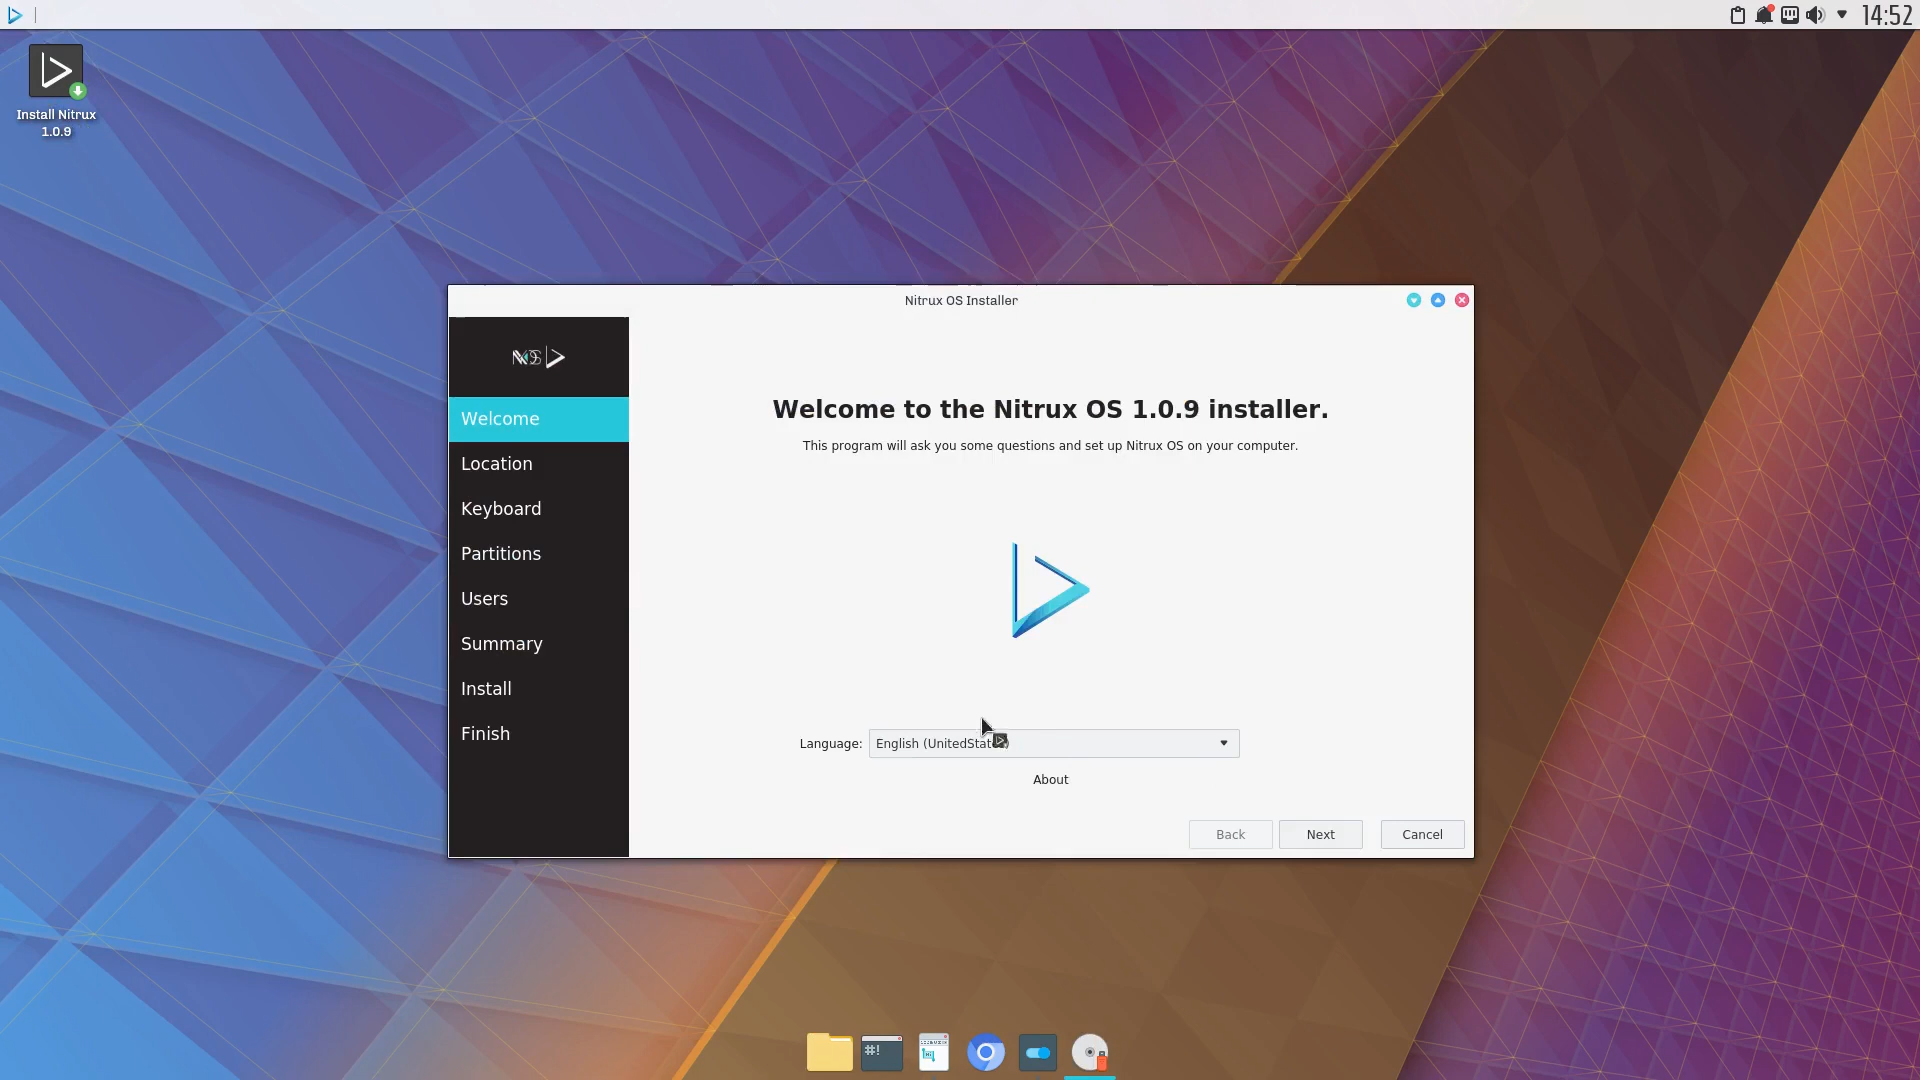 14:52
Install Nitrux
1.0.9
Nitrux OS Installer
Welcome
Location
Keyboard
Partitions
Users
Summary
Install
Finish
Welcome to the Nitrux OS 1.0.9 installer.
This program will ask you some questions and set up Nitrux OS on your computer.
Language: English (UnitedStat
About
Back Next Cancel
#!